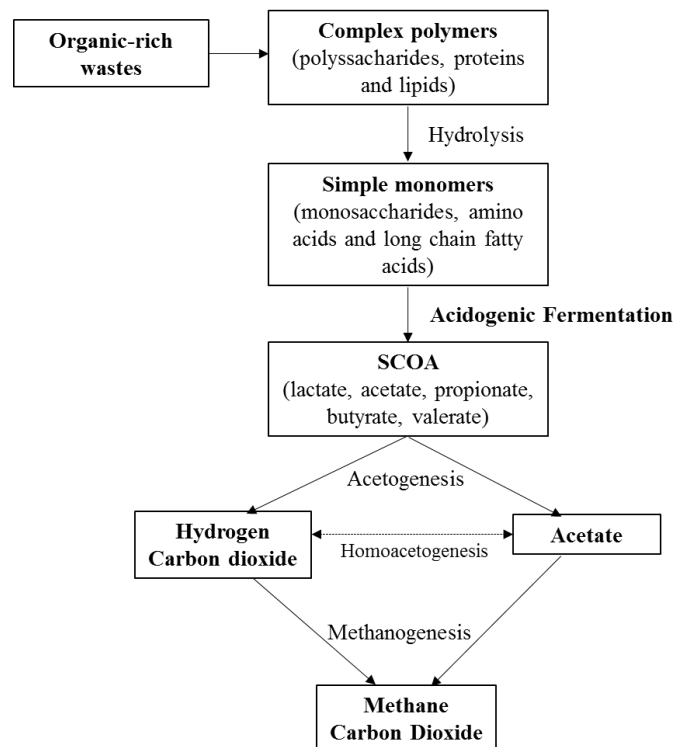 Organic-rich
wastes
Complex polymers
(polyssacharides, proteins
and lipids)
Hydrolysis
Simple monomers
(monosaccharides, amino
acids and long chain fatty
acids)
Acidogenic Fermentation
SCOA
(lactate, acetate, propionate,
butyrate, valerate)
Acetogenesis
Hydrogen
Carbon dioxide
Homoacetogenesis
Acetate
Methanogenesis
Methane
Carbon Dioxide